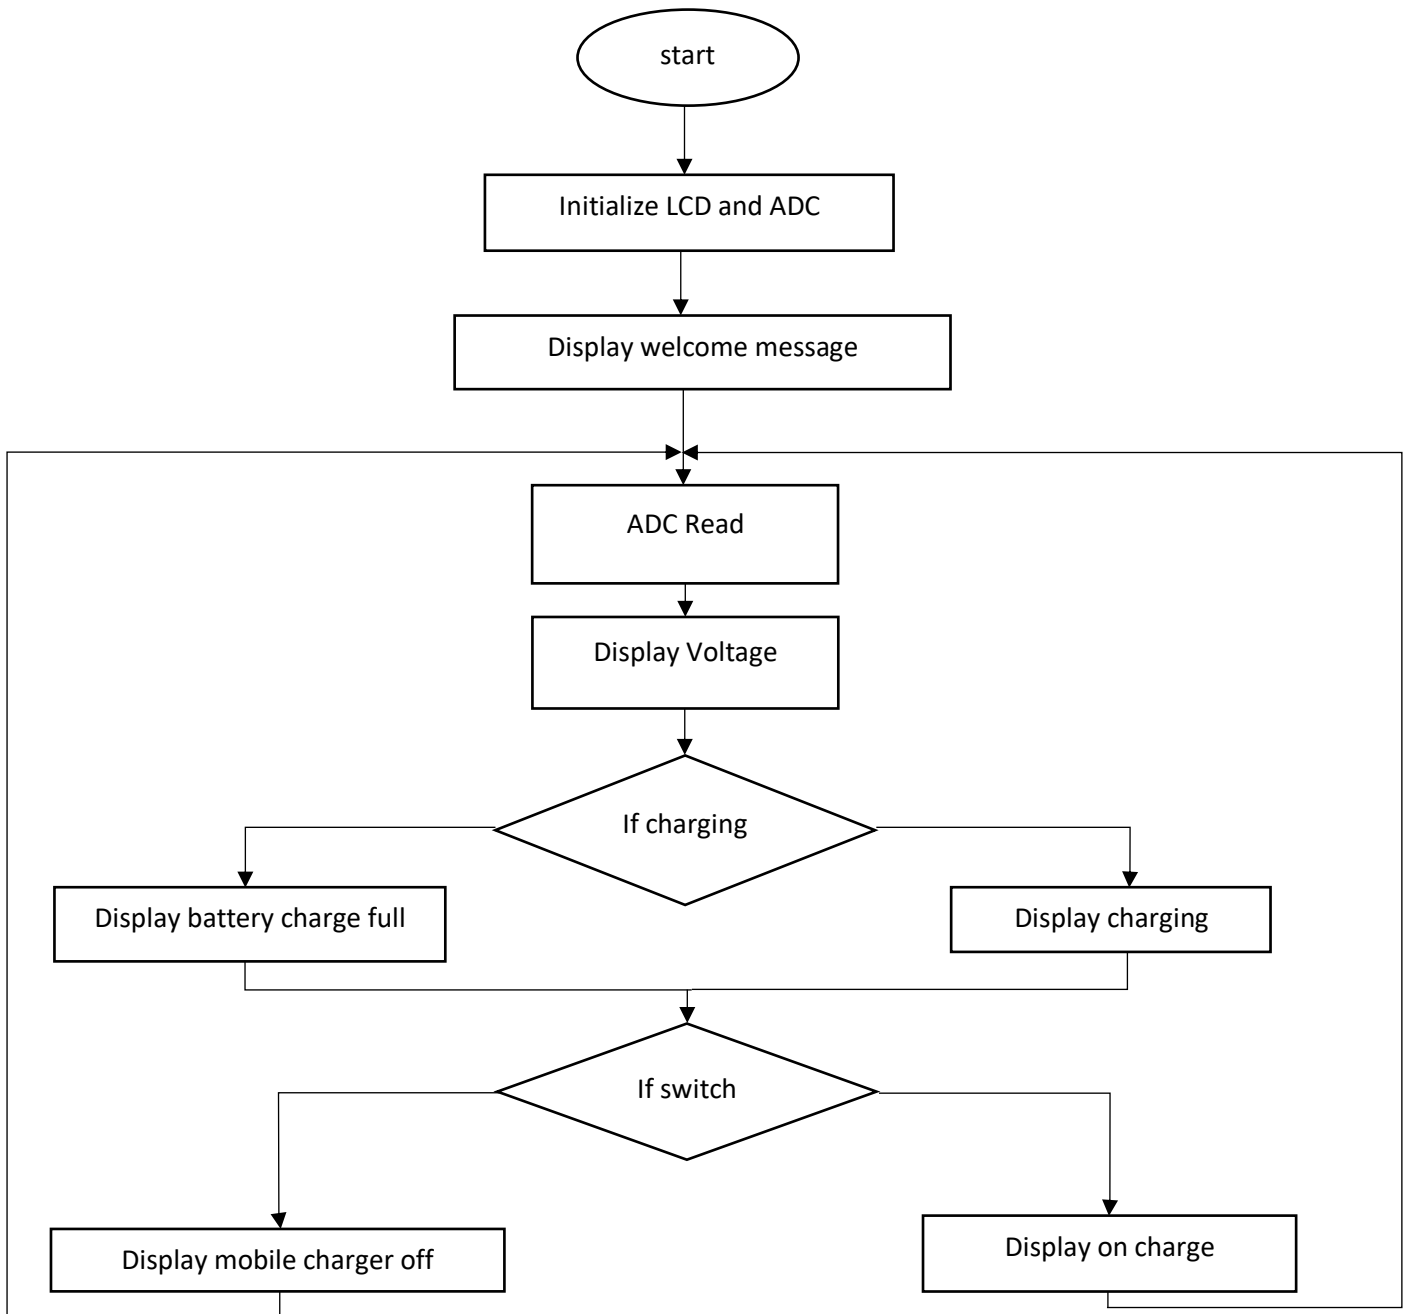 start
Initialize LCD and ADC
Display welcome message
ADC Read
Display Voltage
If charging
Display battery charge full
Display charging
If switch
Display mobile charger off
Display on charge